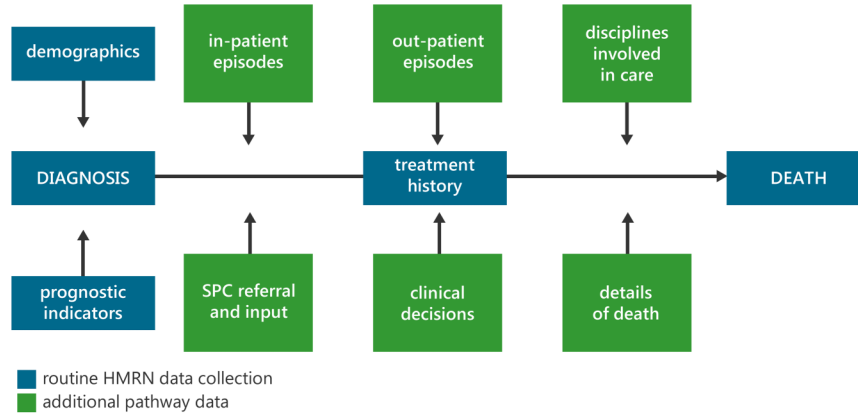 demographics
in-patient
episodes
out-patient
episodes
disciplines
involved
in care
DIAGNOSIS
treatment
history
DEATH
prognostic
indicators
SPC referral
and input
clinical
decisions
details
of death
routine HMRN data collection
additional pathway data